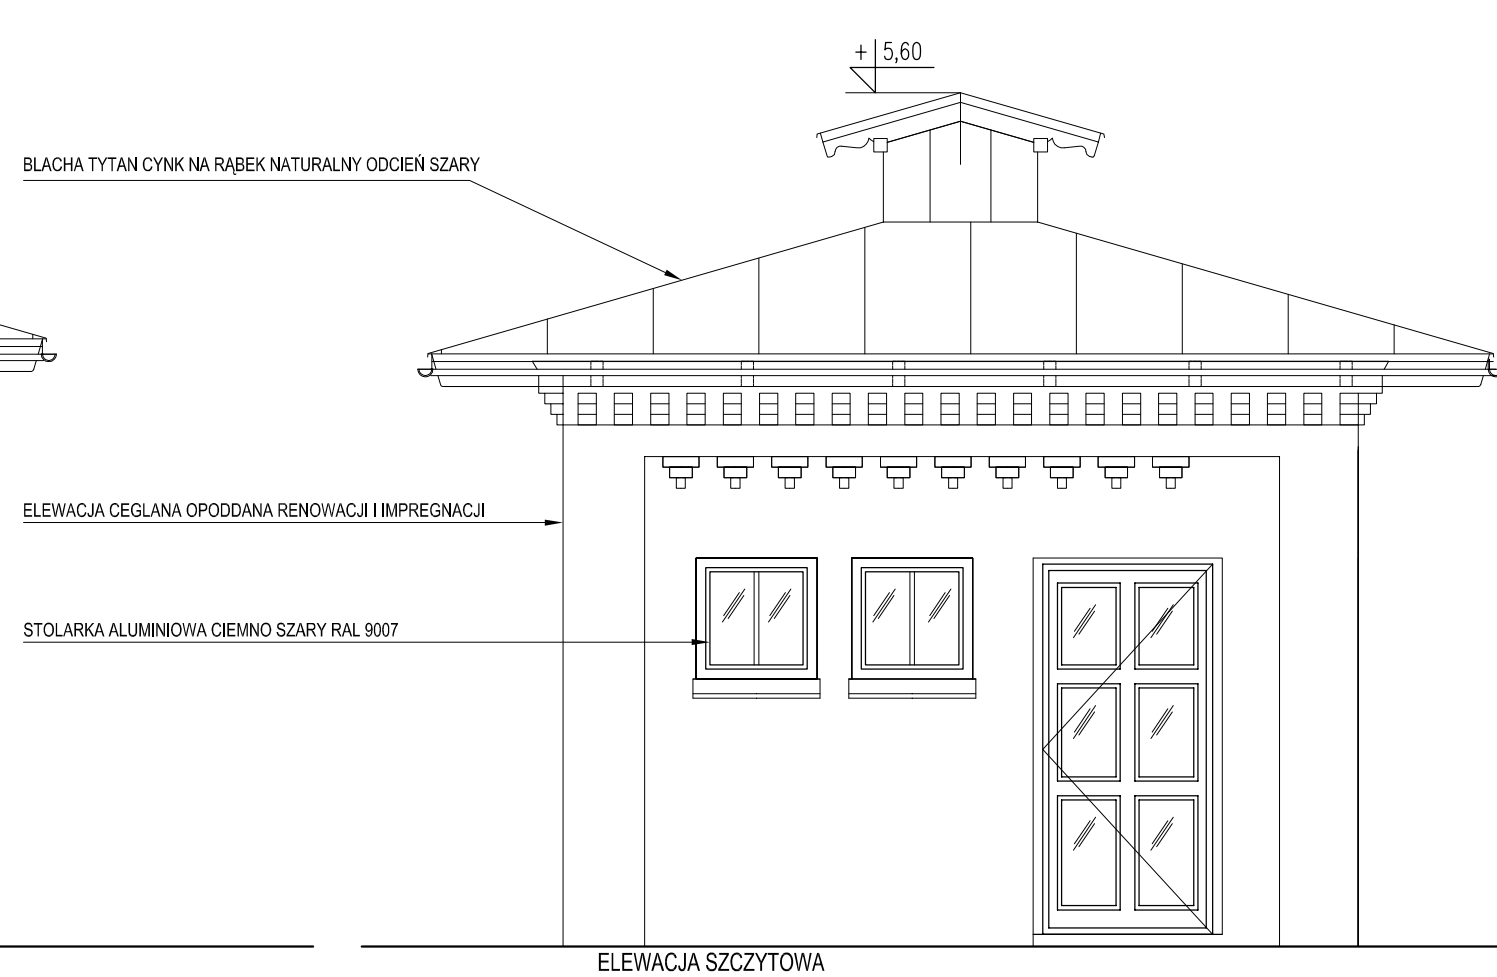 + 5,60
BLACHA TYTAN CYNK NA RĄBEK NATURALNY ODCIEŃ SZARY
ELEWACJA CEGLANA OPODDANA RENOWACJI I IMPREGNACJI
STOLARKA ALUMINIOWA CIEMNO SZARY RAL 9007
ELEWACJA SZCZYTOWA